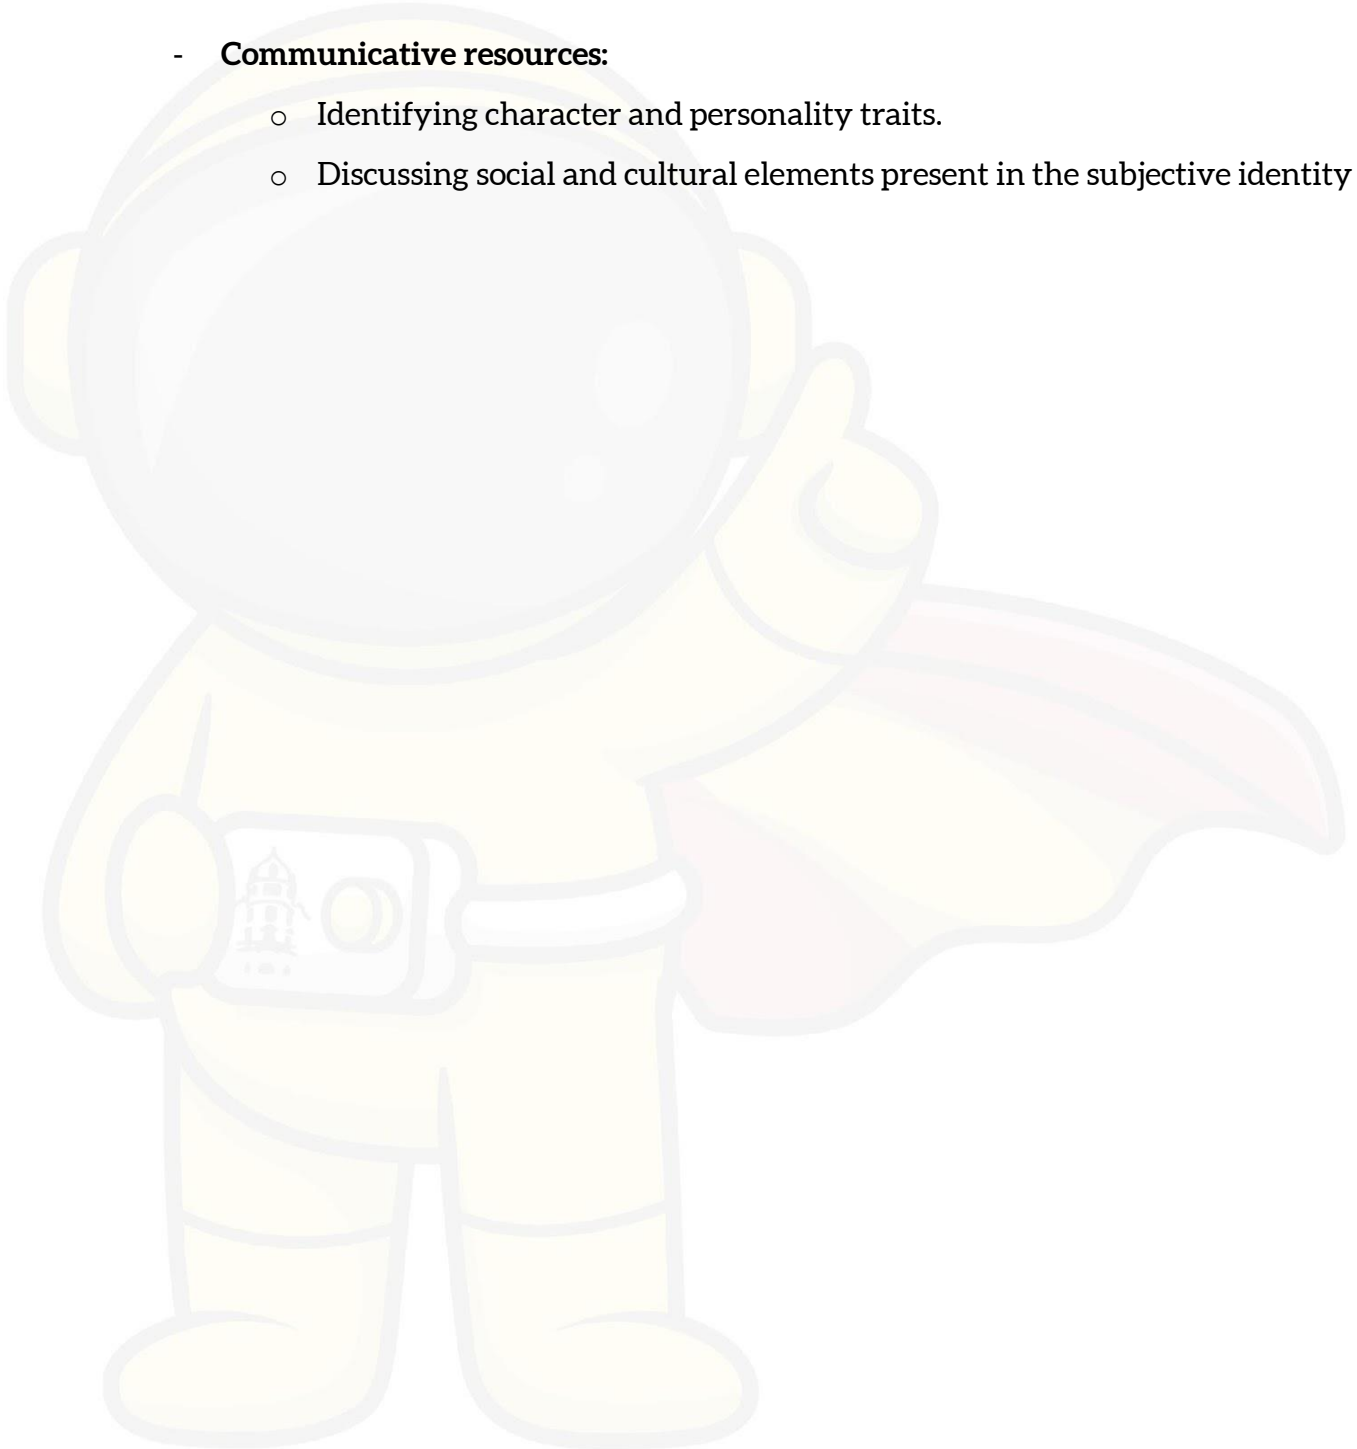 - Communicative resources:
o Identifying character and personality traits.
o Discussing social and cultural elements present in the subjective identity